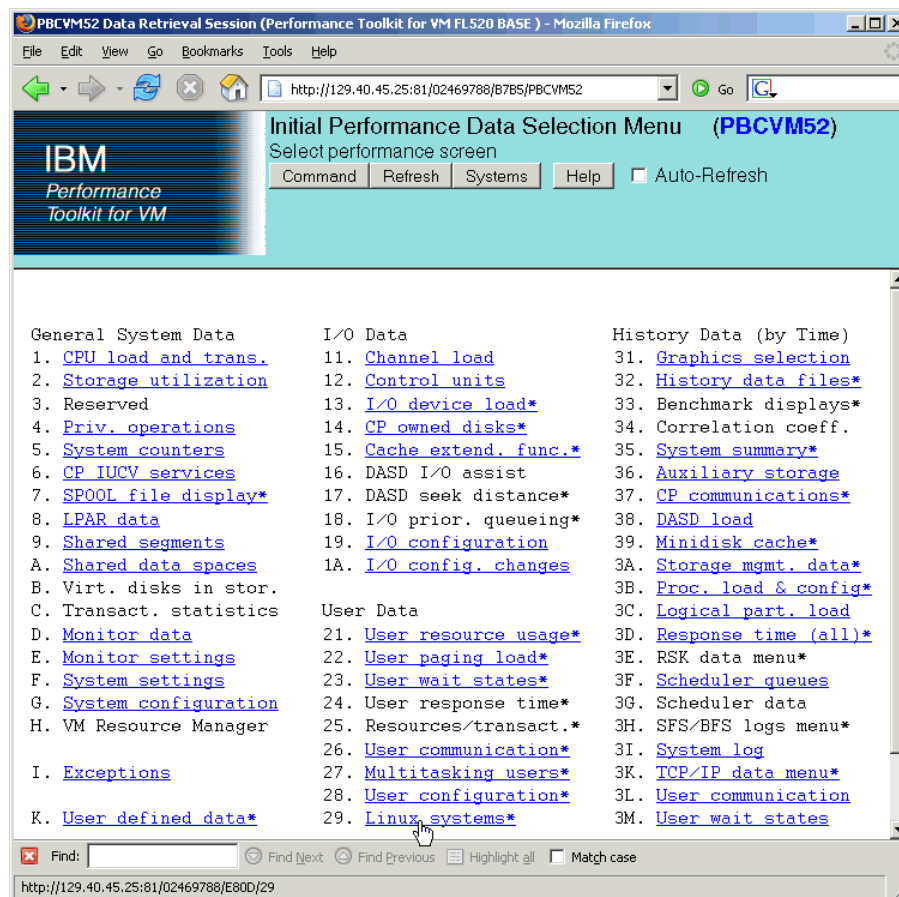 PBCVM52 Data Retrieval Session (Performance Toolkit for VM FL520 BASE ) - Mozilla Firefox
File Edit View Go Bookmarks Tools Help
http://129.40.45.25:81/02469788/B7B5/PBCVM52 Go G
IBM
Performance
Toolkit for VM
Initial Performance Data Selection Menu (PBCVM52)
Select performance screen
Command Refresh Systems Help Auto-Refresh
General System Data I/O Data History Data (by Time)
1. CPU load and trans. 11. Channel load 31. Graphics selection
2. Storage utilization 12. Control units 32. History data files*
3. Reserved 13. I/O device load* 33. Benchmark displays*
4. Priv. operations 14. CP owned disks* 34. Correlation coeff.
5. System counters 15. Cache extend. func.* 35. System summary*
6. CP IUCV services 16. DASD I/O assist 36. Auxiliary storage
7. SPOOL file display* 17. DASD seek distance* 37. CP communications*
8. LPAR data 18. I/O prior. queueing* 38. DASD load
9. Shared segments 19. I/O configuration 39. Minidisk cache*
A. Shared data spaces 1A. I/O config. changes 3A. Storage mgmt. data*
B. Virt. disks in stor. 3B. Proc. load & config*
C. Transact. statistics User Data 3C. Logical part. load
D. Monitor data 21. User resource usage* 3D. Response time (all)*
E. Monitor settings 22. User paging load* 3E. RSK data menu*
F. System settings 23. User wait states* 3F. Scheduler queues
G. System configuration 24. User response time* 3G. Scheduler data
H. VM Resource Manager 25. Resources/transact.* 3H. SFS/BFS logs menu*
26. User communication* 3I. System log
I. Exceptions 27. Multitasking users* 3K. TCP/IP data menu*
28. User configuration* 3L. User communication
K. User defined data* 29. Linux systems* 3M. User wait states
Find: Find Next Find Previous Highlight all Match case
http://129.40.45.25:81/02469788/E80D/29